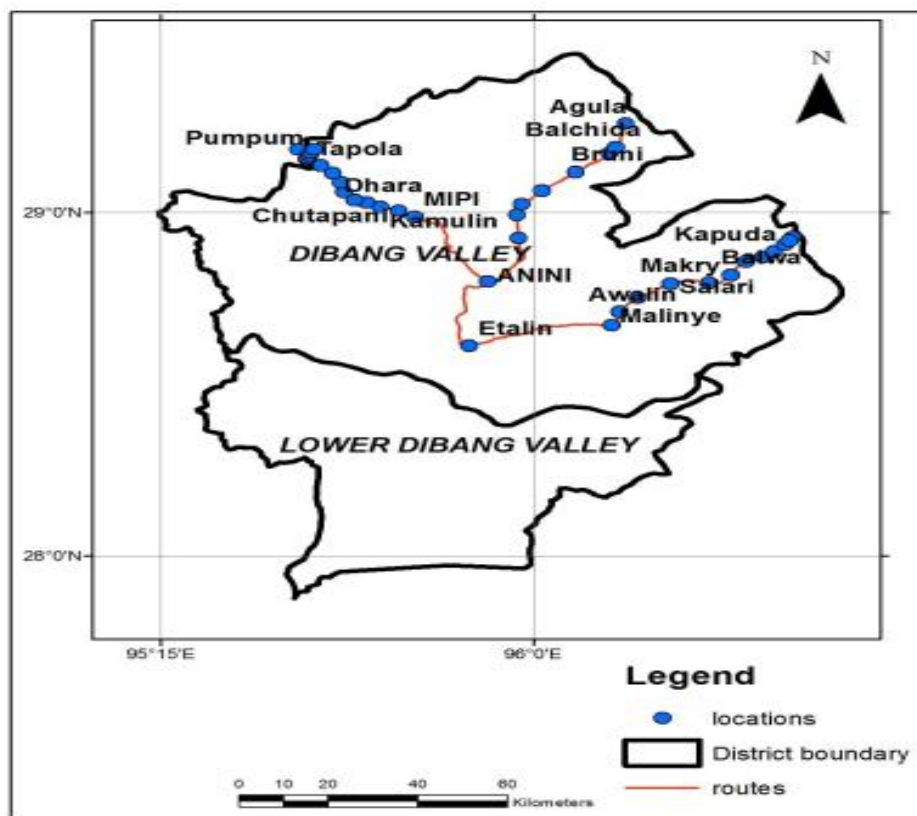 N
Agula
Balchida
Pumpum
Tapola
Bruni
Dhara
MIPI
29°0'N
Chutapani
Kamulin
Kapuda
DIBANG VALLEY
Balwa
Makry
ANINI
Salari
Awalin
Malinye
Etalin
LOWER DIBANG VALLEY
28°0'N
95°15'E
96°0'E
Legend
locations
District boundary
routes
0 10 20 40 60
Kilometers